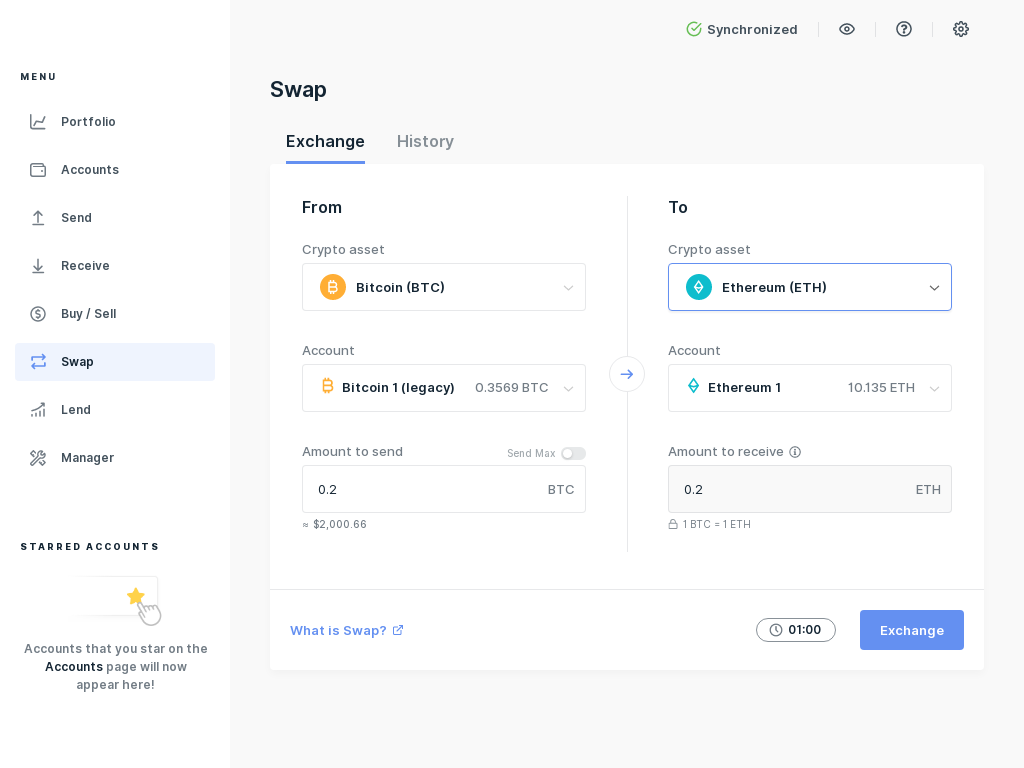 Synchronized
MENU
Portfolio
Accounts
Send
Receive
Buy / Sell
Swap
Lend
Manager
STARRED ACCOUNTS
Accounts that you star on the
Accounts page will now
appear here!
Swap
Exchange History
From
Crypto asset
Bitcoin (BTC)
Account
Bitcoin 1 (legacy) 0.3569 BTC
Amount to send Send Max
0.2 BTC
≈ $2,000.66
To
Crypto asset
Ethereum (ETH)
Account
Ethereum 1 10.135 ETH
Amount to receive
0.2 ETH
1 BTC = 1 ETH
What is Swap?
01:00
Exchange